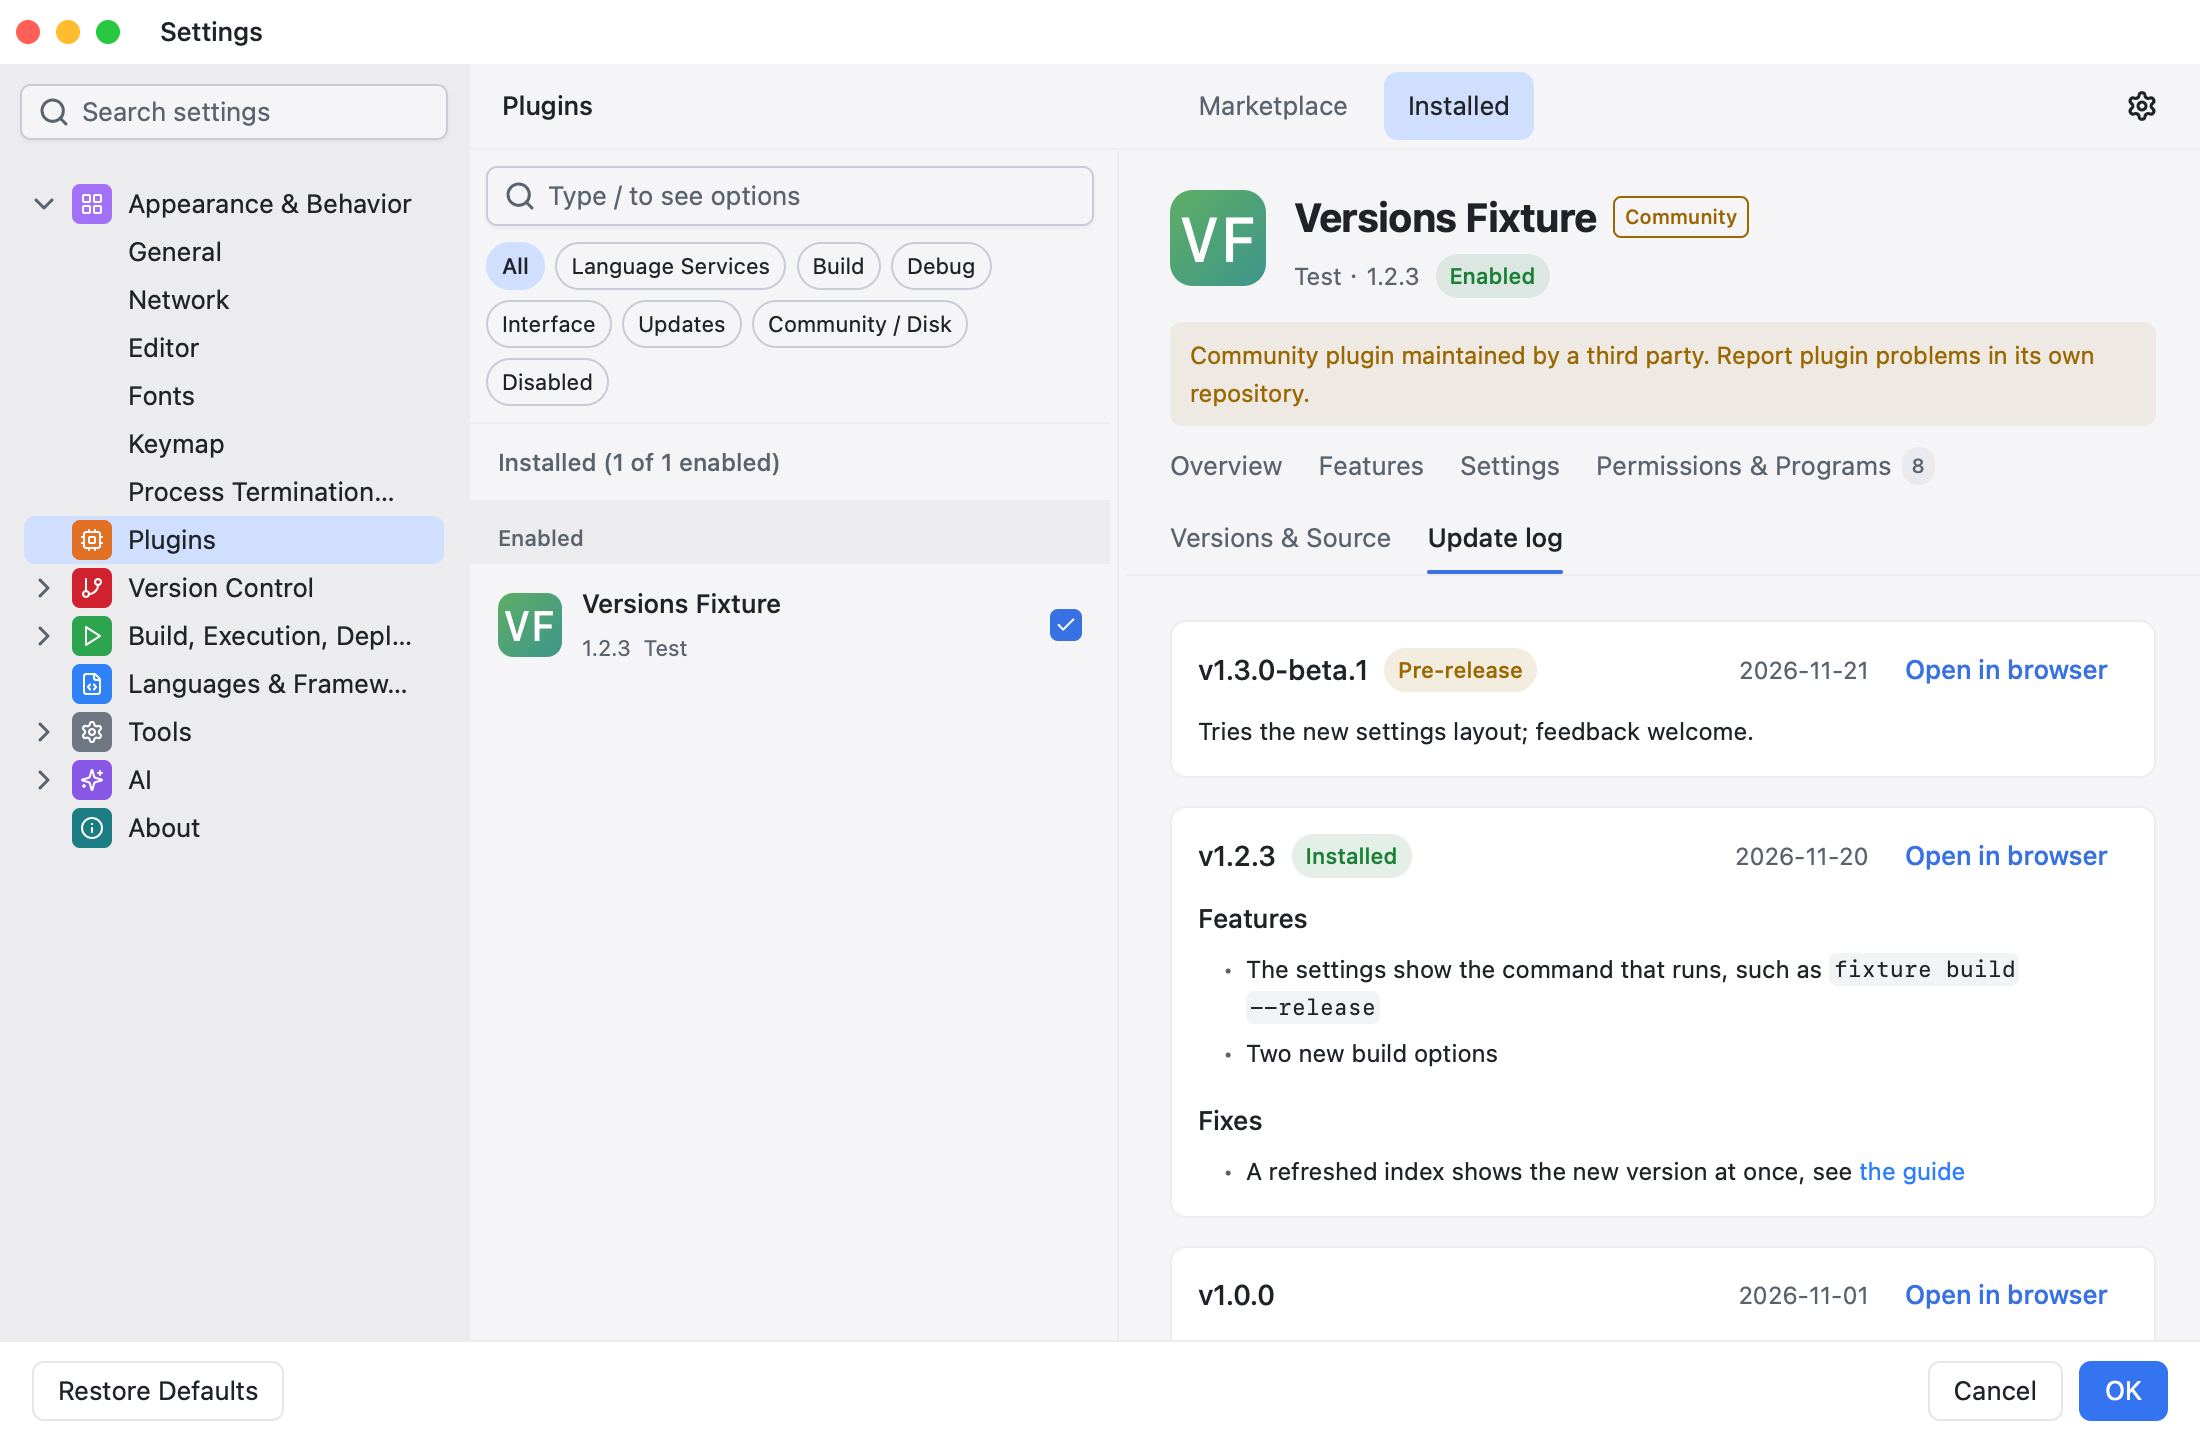 Settings
Search settings
Appearance & Behavior
General
Network
Editor
Fonts
Keymap
Process Termination...
Plugins
Version Control
Build, Execution, Depl...
Languages & Framew...
Tools
AI
About
Plugins
Marketplace
Installed
Type / to see options
All
Language Services
Build
Debug
Interface
Updates
Community / Disk
Disabled
Installed (1 of 1 enabled)
Enabled
VF
Versions Fixture
1.2.3 Test
VF
Versions Fixture
Community
Test · 1.2.3
Enabled
Community plugin maintained by a third party. Report plugin problems in its own
repository.
Overview
Features
Settings
Permissions & Programs 8
Versions & Source
Update log
v1.3.0-beta.1
Pre-release
2026-11-21
Open in browser
Tries the new settings layout; feedback welcome.
v1.2.3
Installed
2026-11-20
Open in browser
Features
• The settings show the command that runs, such as fixture build
--release
• Two new build options
Fixes
• A refreshed index shows the new version at once, see the guide
v1.0.0
2026-11-01
Open in browser
Restore Defaults
Cancel
OK